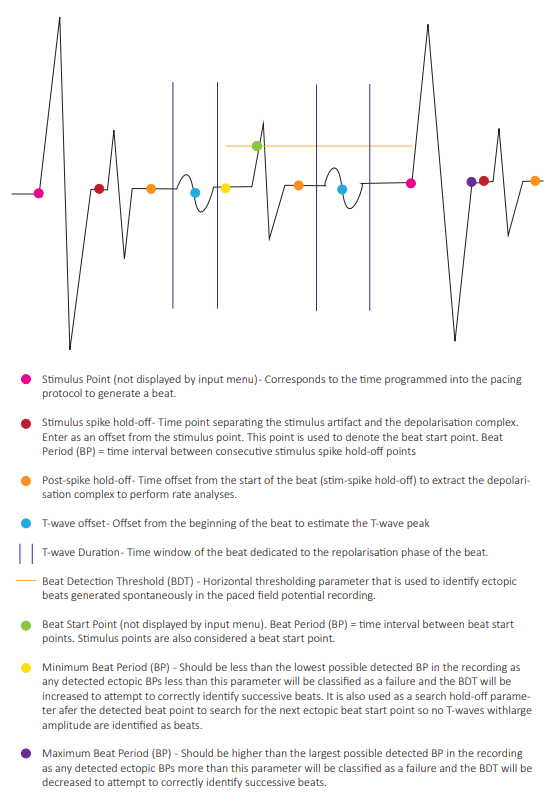 Stimulus Point (not displayed by input menu)- Corresponds to the time programmed into the pacing
protocol to generate a beat.
Stimulus spike hold-off- Time point separating the stimulus artifact and the depolarisation complex.
Enter as an offset from the stimulus point. This point is used to denote the beat start point. Beat
Period (BP) = time interval between consecutive stimulus spike hold-off points
Post-spike hold-off- Time offset from the start of the beat (stim-spike hold-off) to extract the depolari-
sation complex to perform rate analyses.
T-wave offset- Offset from the beginning of the beat to estimate the T-wave peak
T-wave Duration- Time window of the beat dedicated to the repolarisation phase of the beat.
Beat Detection Threshold (BDT) - Horizontal thresholding parameter that is used to identify ectopic
beats generated spontaneously in the paced field potential recording.
Beat Start Point (not displayed by input menu). Beat Period (BP) = time interval between beat start
points. Stimulus points are also considered a beat start point.
Minimum Beat Period (BP) - Should be less than the lowest possible detected BP in the recording as
any detected ectopic BPs less than this parameter will be classified as a failure and the BDT will be
increased to attempt to correctly identify successive beats. It is also used as a search hold-off parame-
ter afer the detected beat point to search for the next ectopic beat start point so no T-waves withlarge
amplitude are identified as beats.
Maximum Beat Period (BP) - Should be higher than the largest possible detected BP in the recording
as any detected ectopic BPs more than this parameter will be classified as a failure and the BDT will be
decreased to attempt to correctly identify successive beats.